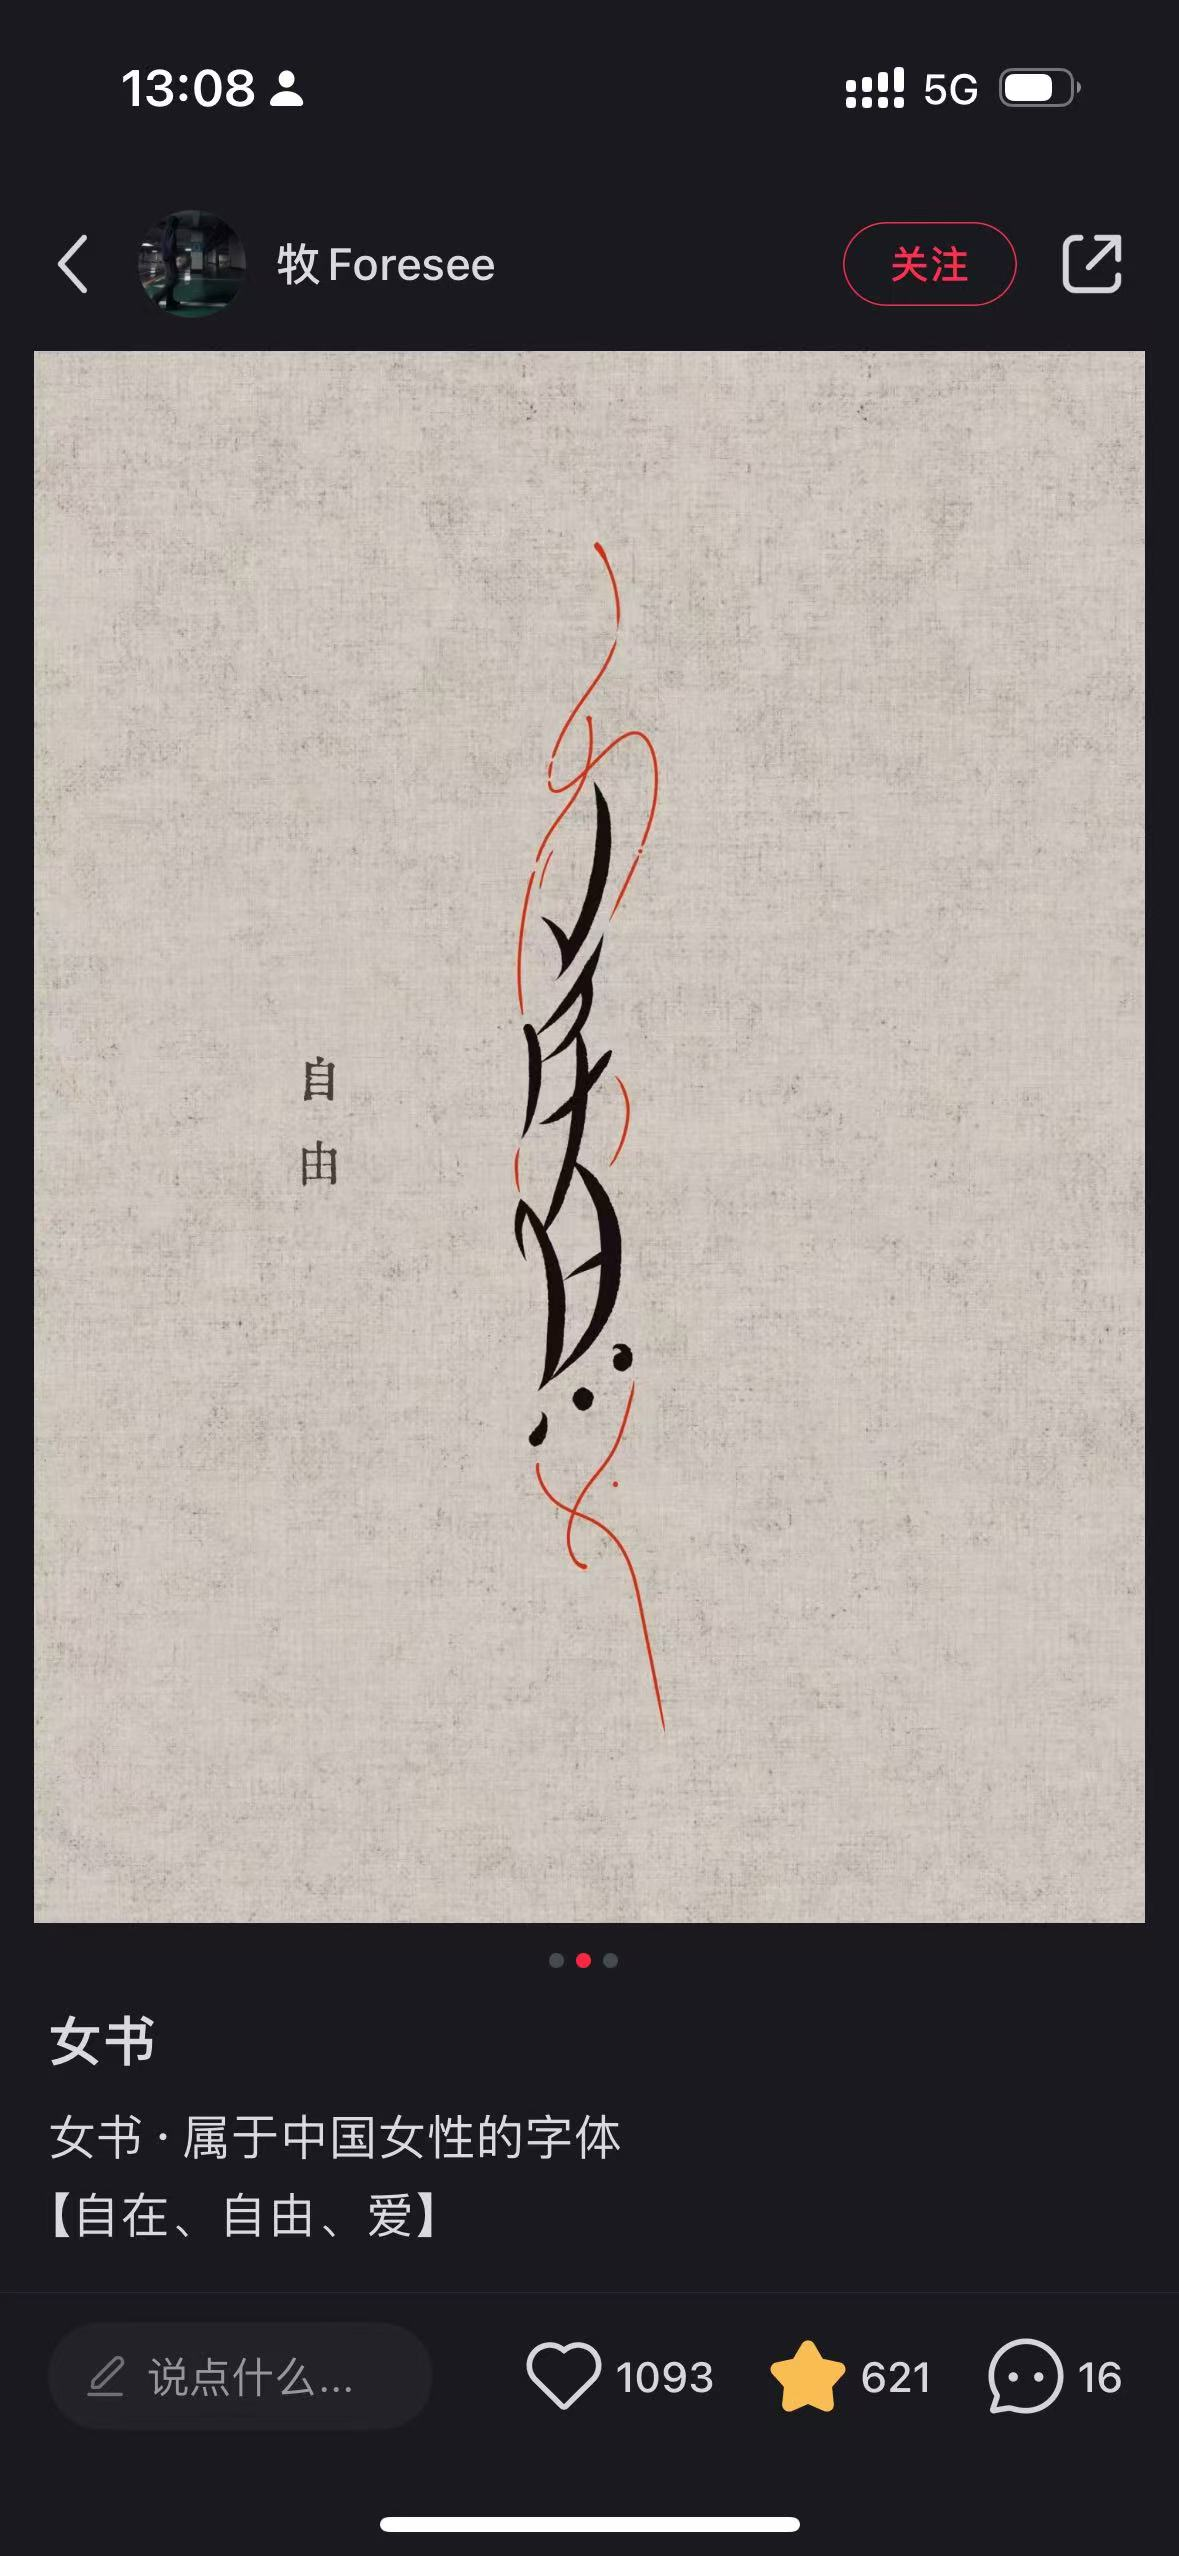 13:08
5G
牧Foresee
关注
自由
女书
女书·属于中国女性的字体
【自在、自由、爱】
说点什么...
1093
621
16